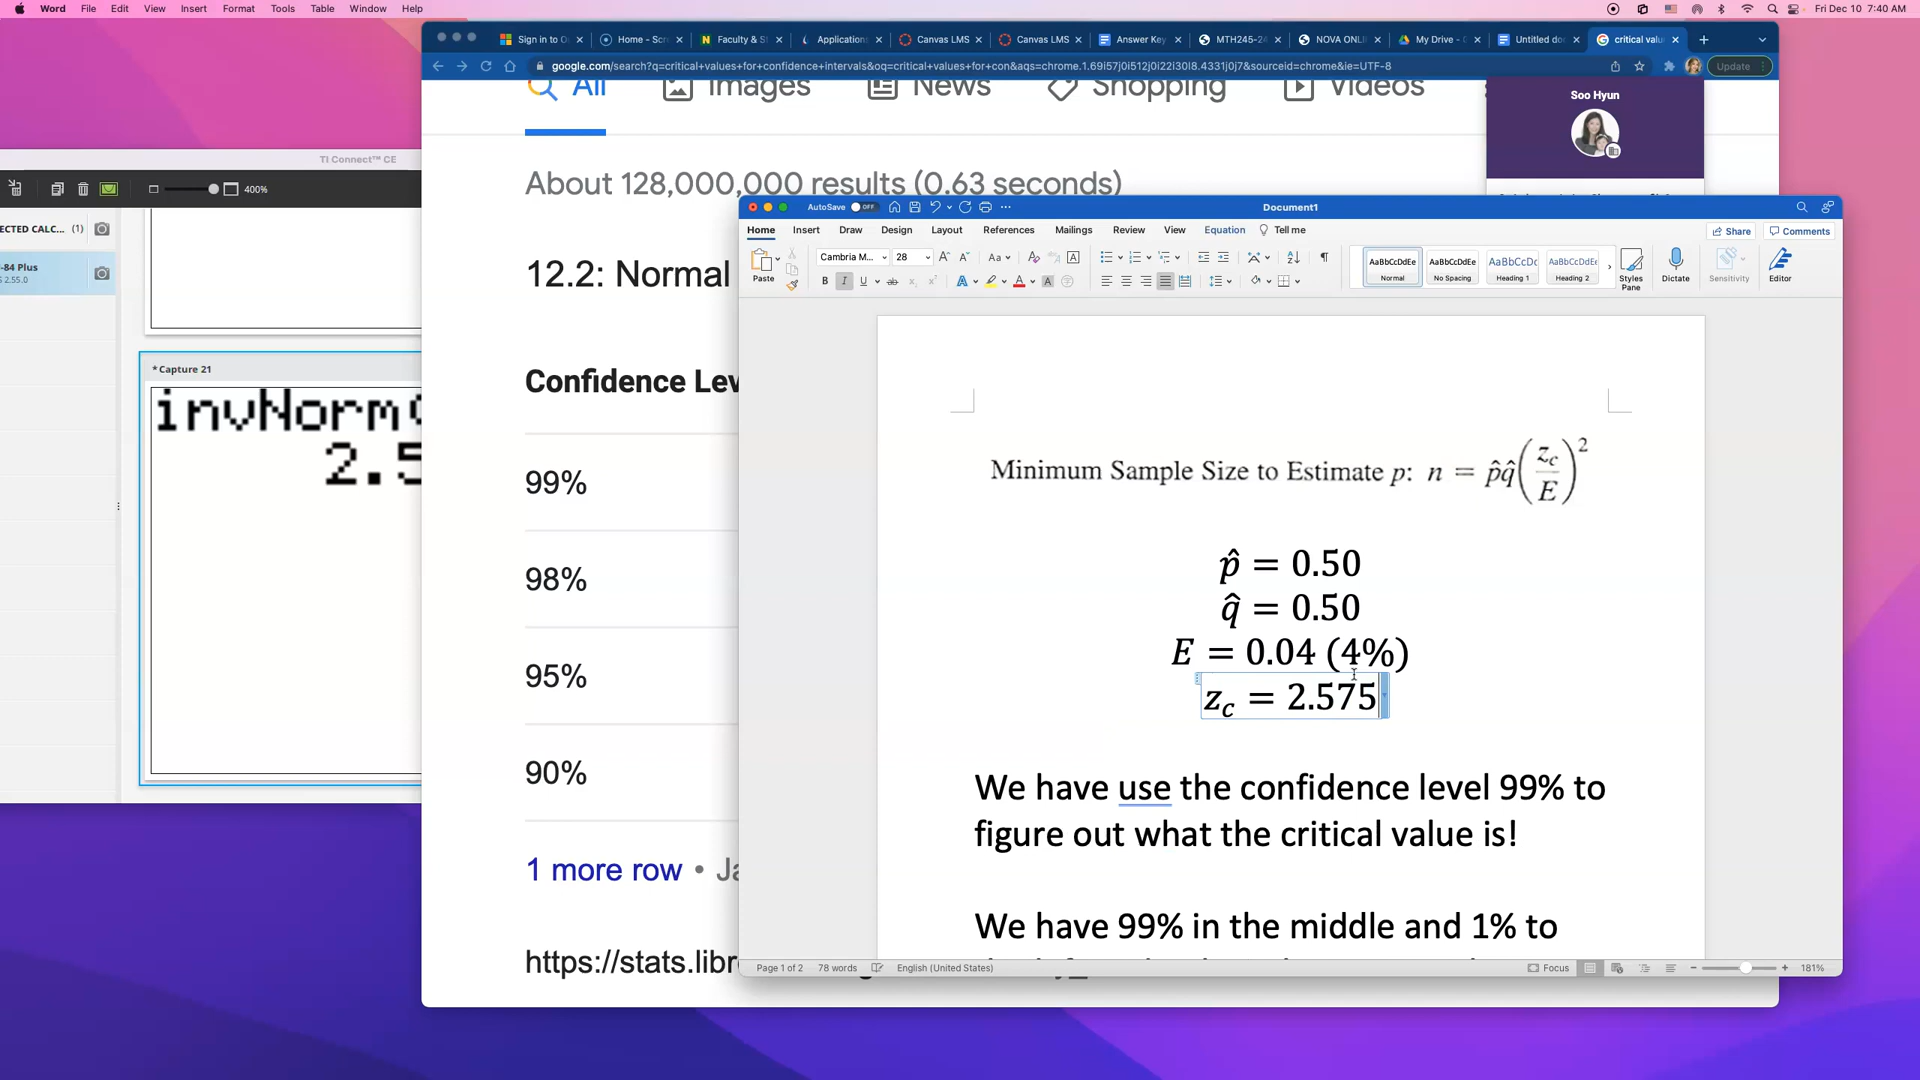 Word File Edit View Insert Format Tools Table Window Help
Fri Dec 10 7:40 AM
Sign in to O
Home - Scr
Faculty & S
Applications
Canvas LMS
Canvas LMS
Answer Key
MTH245-24
NOVA ONLI
My Drive - G
Untitled doc
critical valu
google.com/search?q=critical+values+for+confidence+intervals&oq=critical+values+for+con&aqs=chrome.1.69i57j0i512j0i22i30l8.4331j0j7&sourceid=chrome&ie=UTF-8
Update
All Images News Shopping Videos
Soo Hyun
About 128,000,000 results (0.63 seconds)
12.2: Normal
Confidence Lev
99%
98%
95%
90%
1 more row • Ja
https://stats.libre
TI Connect™ CE
400%
ECTED CALC... (1)
-84 Plus
S 2.55.0
* Capture 21
invNorm(
2.5
AutoSave OFF
Document1
Home Insert Draw Design Layout References Mailings Review View Equation Tell me
Share Comments
Paste
Cambria M... 28
AaBbCcDdEe
Normal
AaBbCcDdEe
No Spacing
AaBbCcDc
Heading 1
AaBbCcDdEe
Heading 2
Styles Pane
Dictate
Sensitivity
Editor
Minimum Sample Size to Estimate p: n = p̂q̂(z_c/E)²
p̂ = 0.50
q̂ = 0.50
E = 0.04 (4%)
z_c = 2.575
We have use the confidence level 99% to
figure out what the critical value is!
We have 99% in the middle and 1% to
Page 1 of 2 78 words English (United States)
Focus
181%